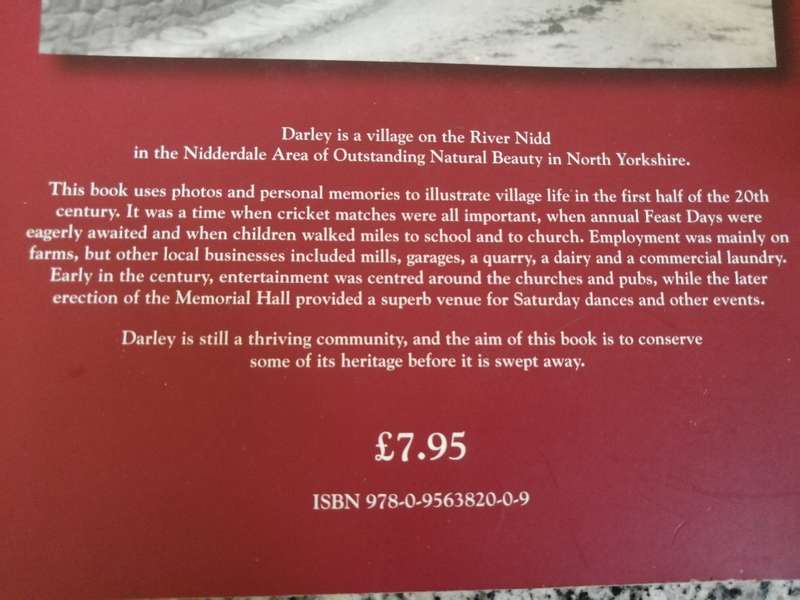 Darley is a village on the River Nidd
in the Nidderdale Area of Outstanding Natural Beauty in North Yorkshire.
This book uses photos and personal memories to illustrate village life in the first half of the 20th
century. It was a time when cricket matches were all important, when annual Feast Days were
eagerly awaited and when children walked miles to school and to church. Employment was mainly on
farms, but other local businesses included mills, garages, a quarry, a dairy and a commercial laundry.
Early in the century, entertainment was centred around the churches and pubs, while the later
erection of the Memorial Hall provided a superb venue for Saturday dances and other events.
Darley is still a thriving community, and the aim of this book is to conserve
some of its heritage before it is swept away.
£7.95
ISBN 978-0-9563820-0-9